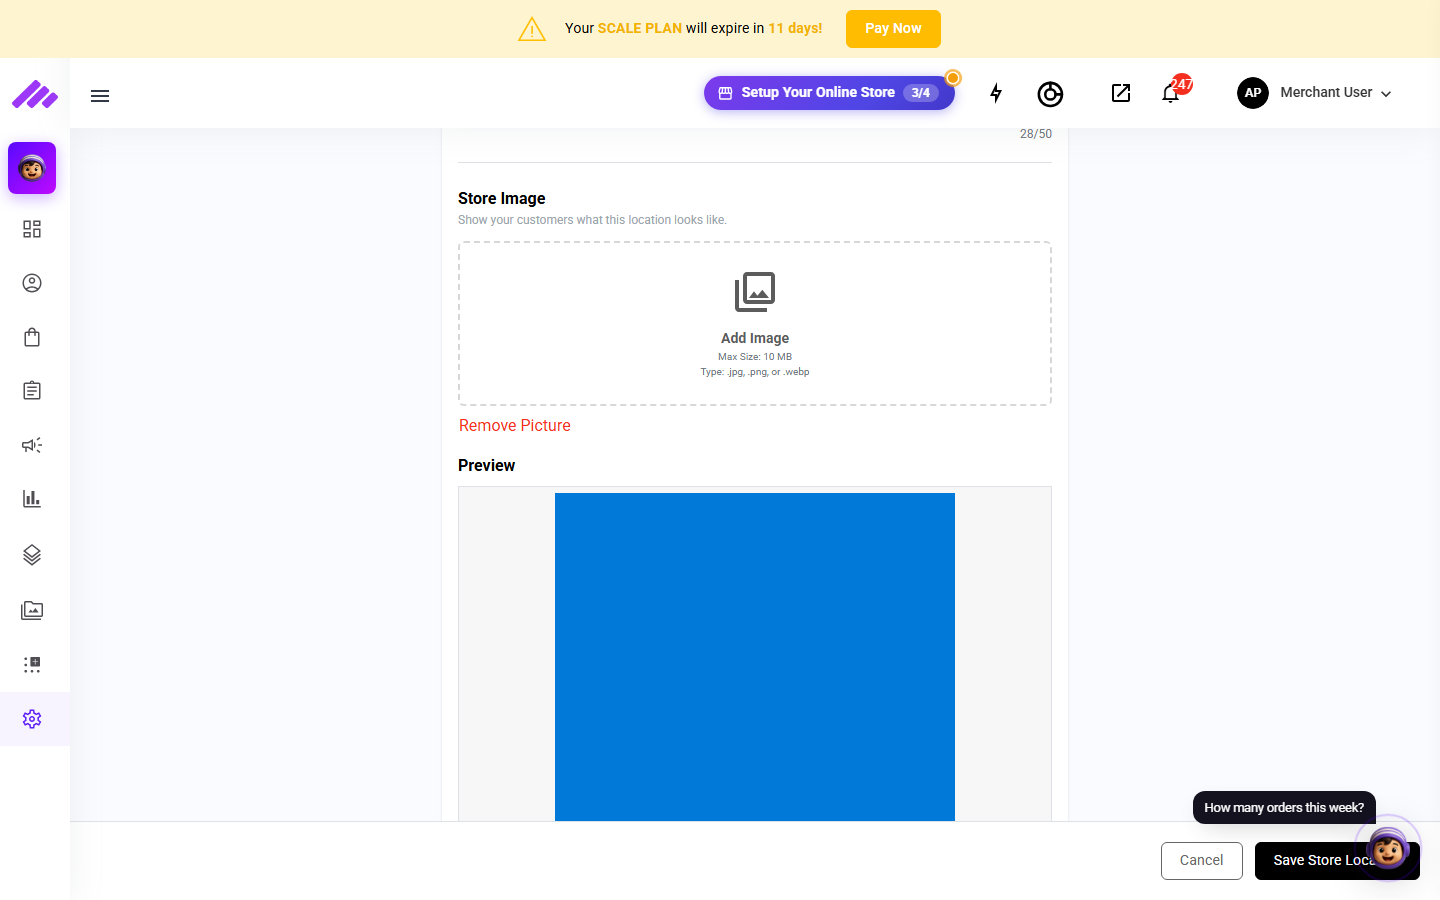 Your SCALE PLAN will expire in 11 days!
Pay Now
Setup Your Online Store 3/4
247
AP
Merchant User
28/50
Store Image
Show your customers what this location looks like.
Add Image
Max Size: 10 MB
Type: .jpg, .png, or .webp
Remove Picture
Preview
How many orders this week?
Cancel
Save Store